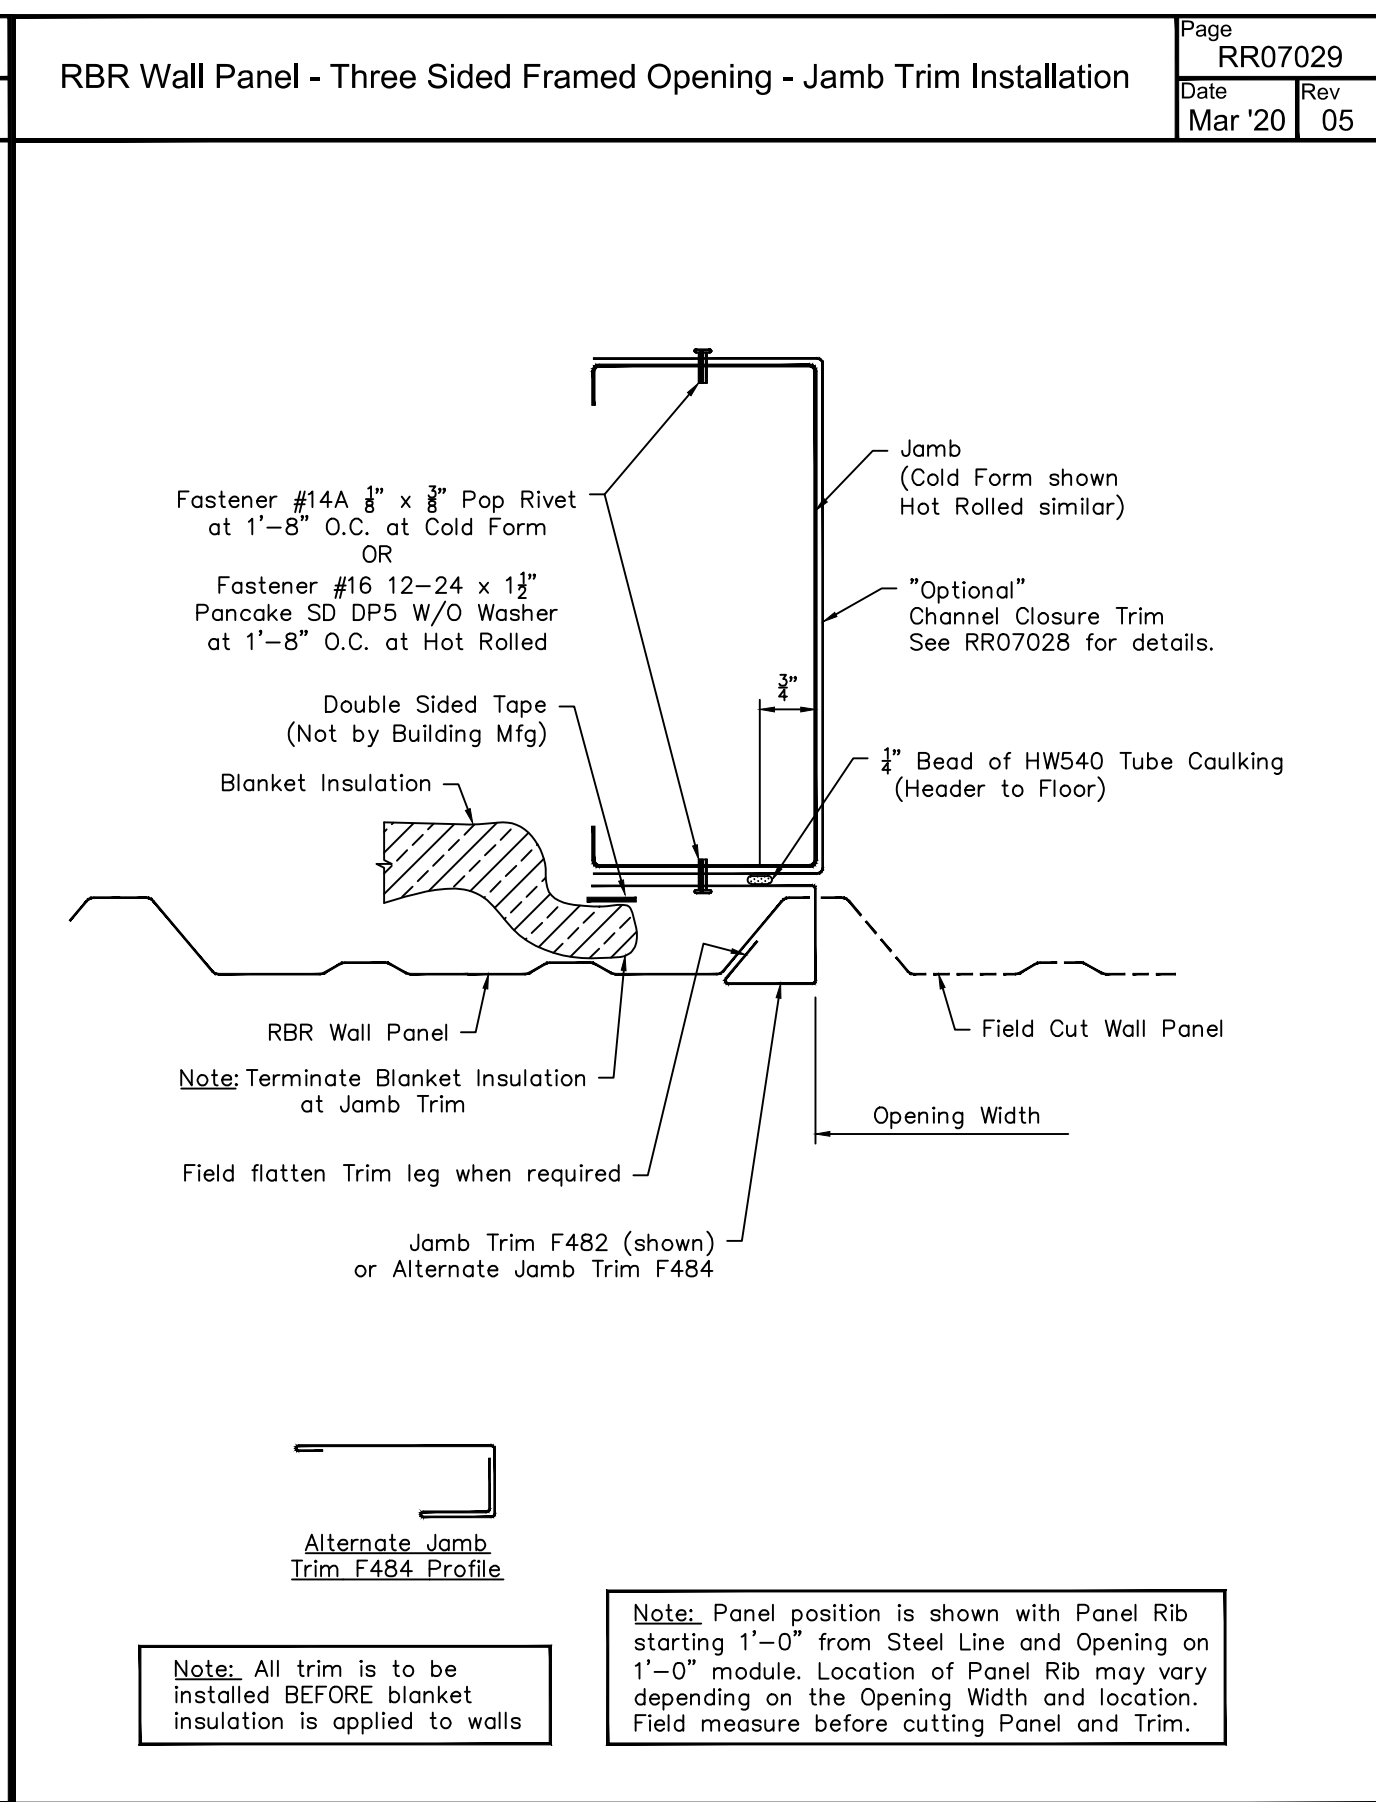 RBR Wall Panel - Three Sided Framed Opening - Jamb Trim Installation
Page
RR07029
Date
Mar '20
Rev
05
Fastener #14A 1/8" x 3/8" Pop Rivet
at 1'-8" O.C. at Cold Form
OR
Fastener #16 12-24 x 1 1/2"
Pancake SD DP5 W/O Washer
at 1'-8" O.C. at Hot Rolled
Jamb
(Cold Form shown
Hot Rolled similar)
"Optional"
Channel Closure Trim
See RR07028 for details.
3/4"
Double Sided Tape
(Not by Building Mfg)
1/4" Bead of HW540 Tube Caulking
(Header to Floor)
Blanket Insulation
RBR Wall Panel
Field Cut Wall Panel
Note: Terminate Blanket Insulation
at Jamb Trim
Opening Width
Field flatten Trim leg when required
Jamb Trim F482 (shown)
or Alternate Jamb Trim F484
Alternate Jamb
Trim F484 Profile
Note: All trim is to be
installed BEFORE blanket
insulation is applied to walls
Note: Panel position is shown with Panel Rib
starting 1'-0" from Steel Line and Opening on
1'-0" module. Location of Panel Rib may vary
depending on the Opening Width and location.
Field measure before cutting Panel and Trim.